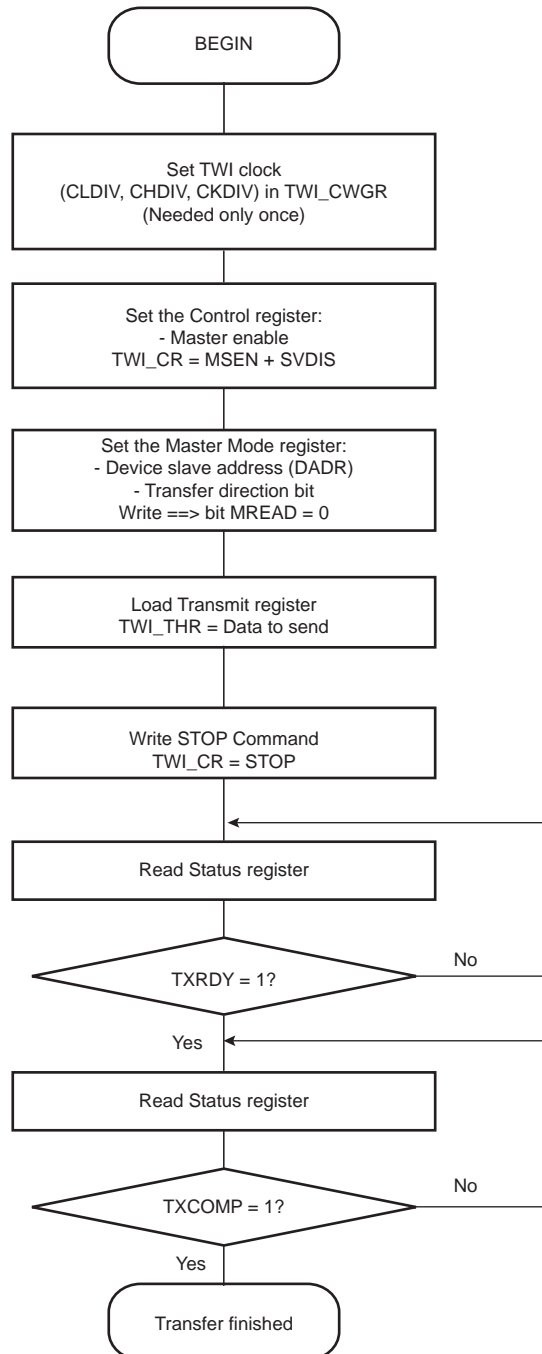 BEGIN
Set TWI clock
(CLDIV, CHDIV, CKDIV) in TWI_CWGR
(Needed only once)
Set the Control register:
- Master enable
TWI_CR = MSEN + SVDIS
Set the Master Mode register:
- Device slave address (DADR)
- Transfer direction bit
Write ==> bit MREAD = 0
Load Transmit register
TWI_THR = Data to send
Write STOP Command
TWI_CR = STOP
Read Status register
TXRDY = 1?
No
Yes
Read Status register
TXCOMP = 1?
No
Yes
Transfer finished